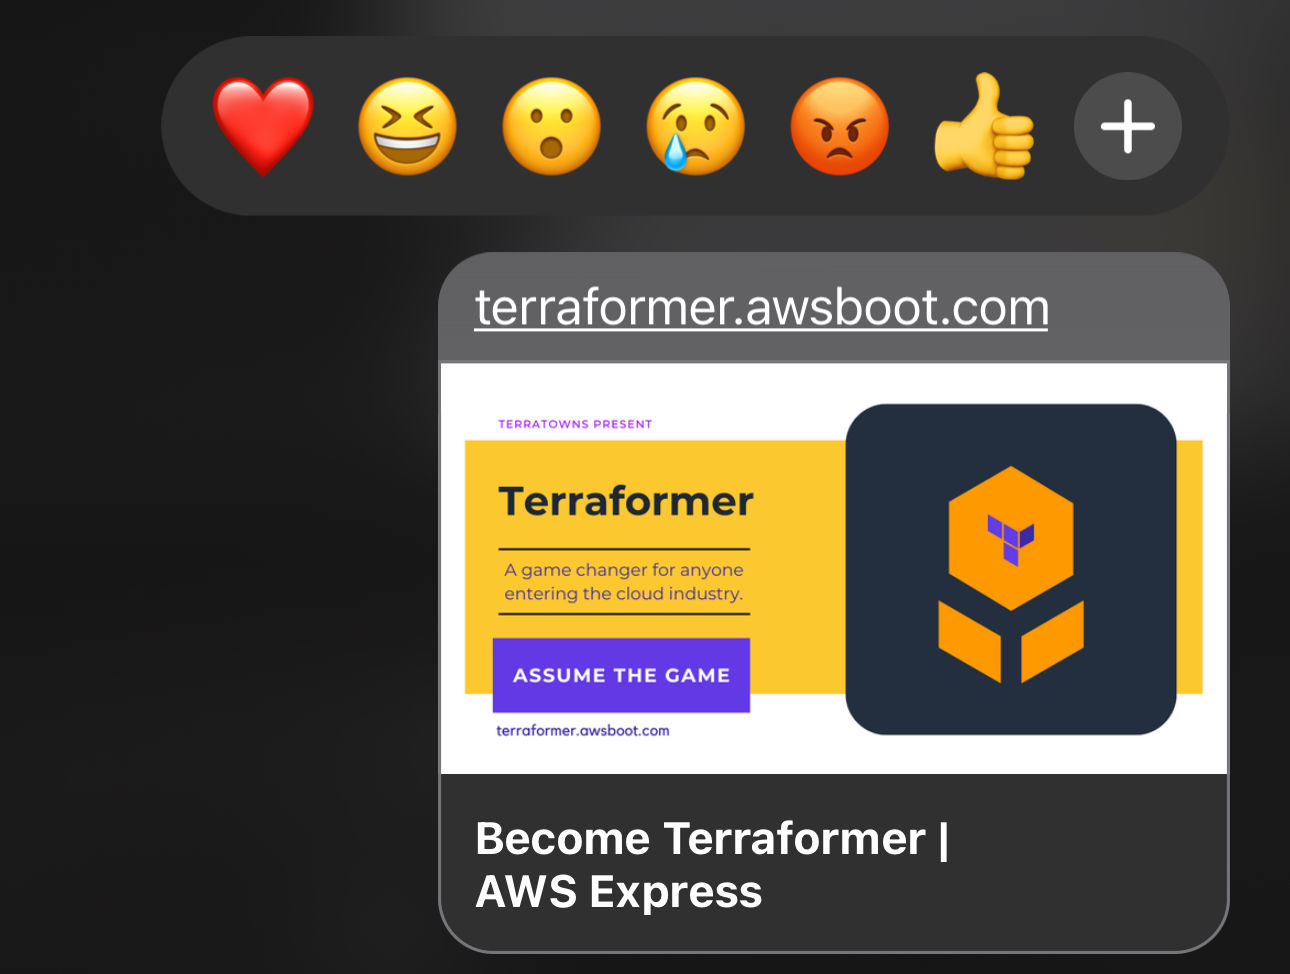 terraformer.awsboot.com
TERRATOWNS PRESENT
Terraformer
A game changer for anyone
entering the cloud industry.
ASSUME THE GAME
terraformer.awsboot.com
Become Terraformer |
AWS Express